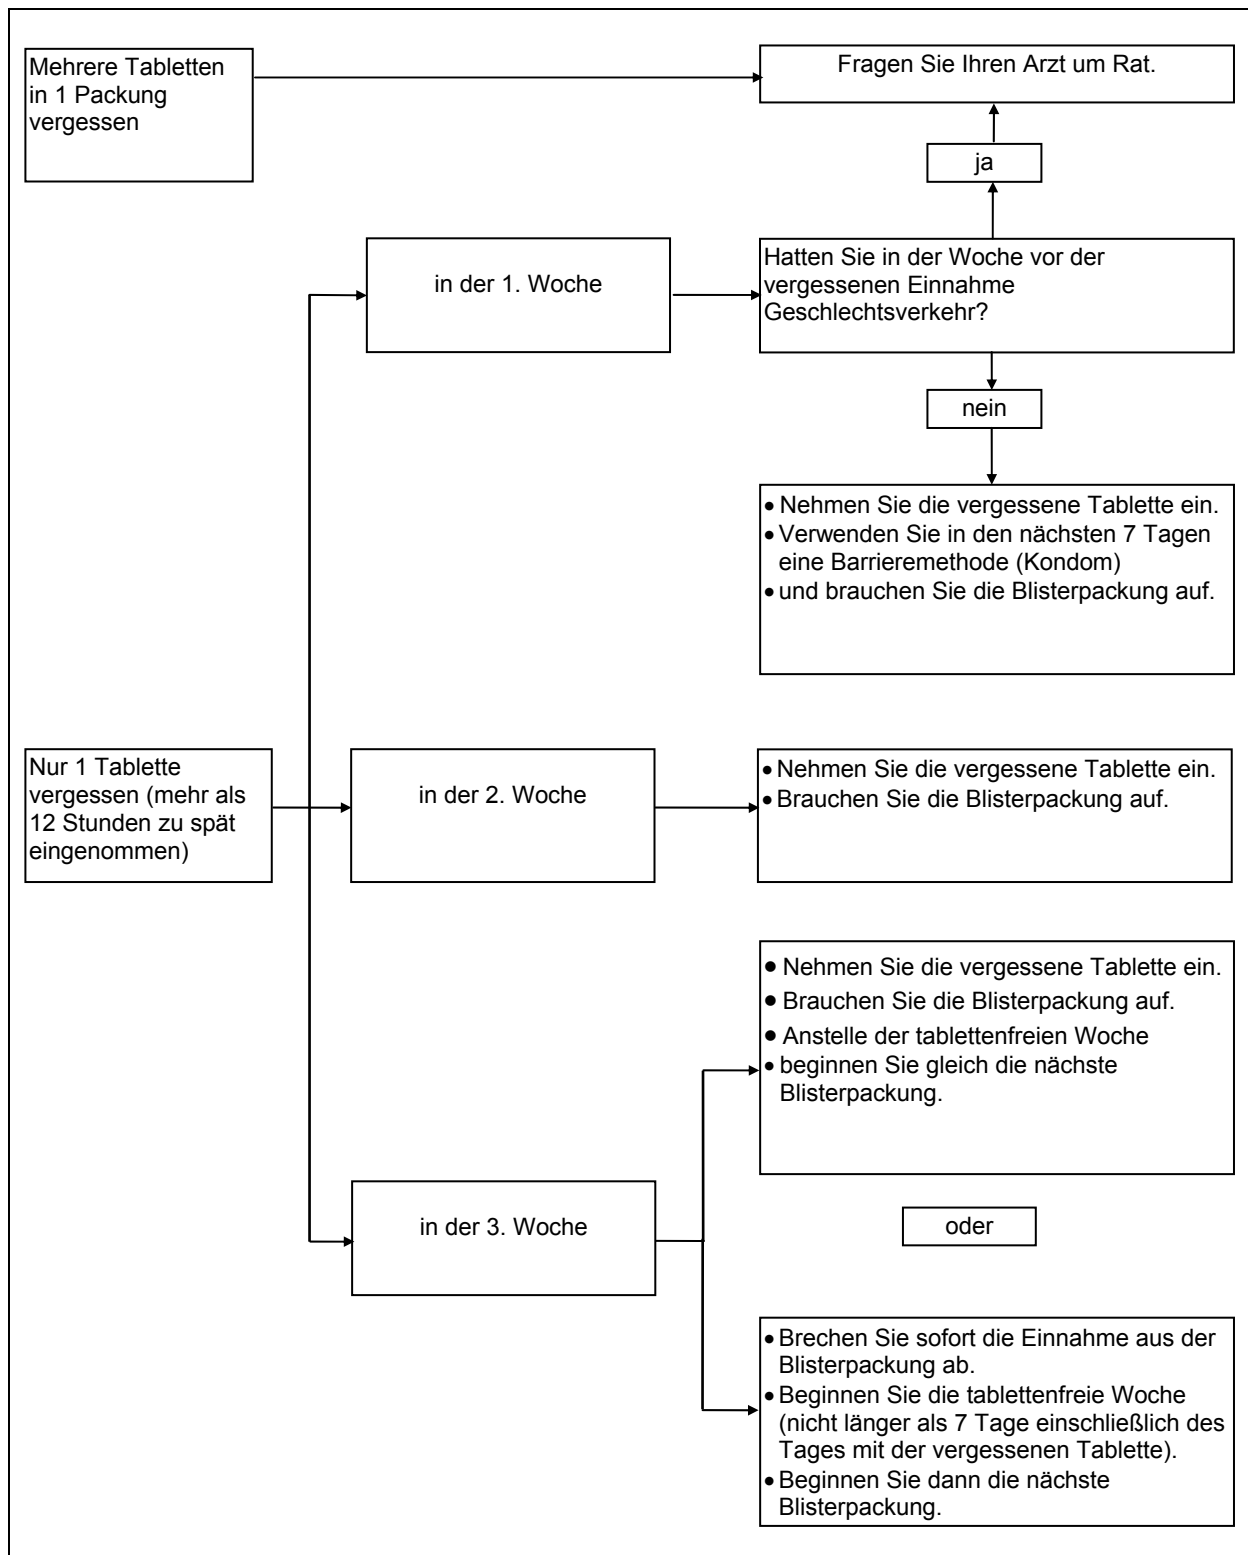 Mehrere Tabletten
in 1 Packung
vergessen
Fragen Sie Ihren Arzt um Rat.
ja
in der 1. Woche
Hatten Sie in der Woche vor der
vergessenen Einnahme
Geschlechtsverkehr?
nein
• Nehmen Sie die vergessene Tablette ein.
• Verwenden Sie in den nächsten 7 Tagen
eine Barrieremethode (Kondom)
• und brauchen Sie die Blisterpackung auf.
Nur 1 Tablette
vergessen (mehr als
12 Stunden zu spät
eingenommen)
in der 2. Woche
• Nehmen Sie die vergessene Tablette ein.
• Brauchen Sie die Blisterpackung auf.
• Nehmen Sie die vergessene Tablette ein.
• Brauchen Sie die Blisterpackung auf.
• Anstelle der tablettenfreien Woche
• beginnen Sie gleich die nächste
Blisterpackung.
in der 3. Woche
oder
• Brechen Sie sofort die Einnahme aus der
Blisterpackung ab.
• Beginnen Sie die tablettenfreie Woche
(nicht länger als 7 Tage einschließlich des
Tages mit der vergessenen Tablette).
• Beginnen Sie dann die nächste
Blisterpackung.